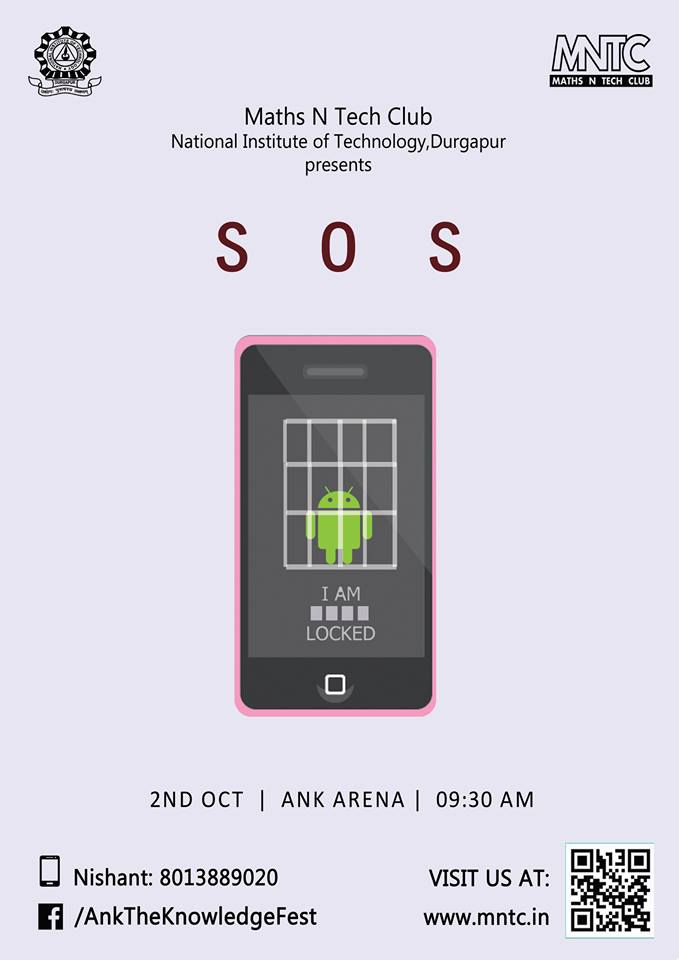 DURGAPUR
MNTC
MATHS N TECH CLUB
Maths N Tech Club
National Institute of Technology,Durgapur
presents
S O S
I AM
LOCKED
2ND OCT | ANK ARENA | 09:30 AM
Nishant: 8013889020
/AnkTheKnowledgeFest
VISIT US AT:
www.mntc.in